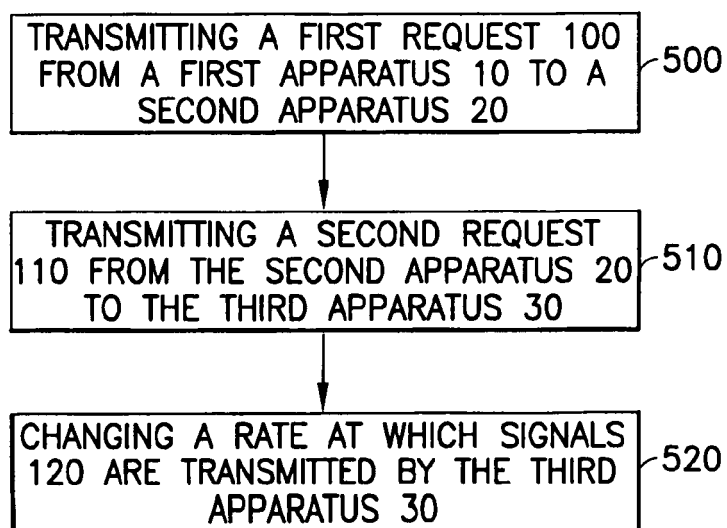 TRANSMITTING A FIRST REQUEST 100
FROM A FIRST APPARATUS 10 TO A
SECOND APPARATUS 20
500
TRANSMITTING A SECOND REQUEST
110 FROM THE SECOND APPARATUS 20
TO THE THIRD APPARATUS 30
510
CHANGING A RATE AT WHICH SIGNALS
120 ARE TRANSMITTED BY THE THIRD
APPARATUS 30
520